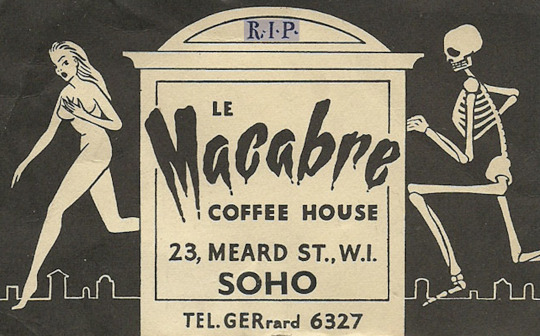 R.I.P.
LE
Macabre
COFFEE HOUSE
23, MEARD ST., W.I.
SOHO
TEL. GERrard 6327